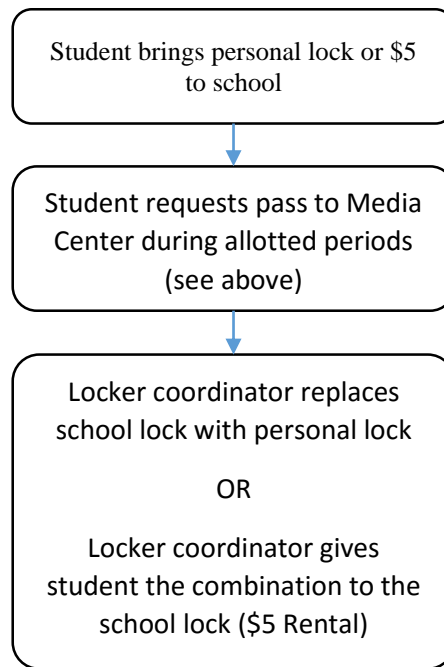 Student brings personal lock or $5
to school
Student requests pass to Media
Center during allotted periods
(see above)
Locker coordinator replaces
school lock with personal lock
OR
Locker coordinator gives
student the combination to the
school lock ($5 Rental)